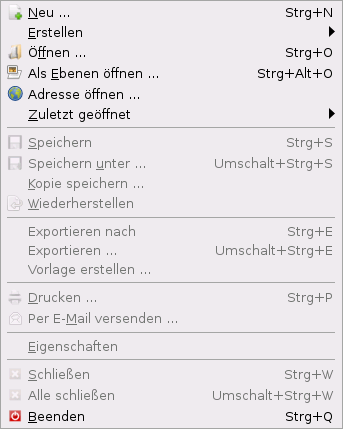 Neu ... Strg+N
Erstellen
Öffnen ... Strg+O
Als Ebenen öffnen ... Strg+Alt+O
Adresse öffnen ...
Zuletzt geöffnet
Speichern Strg+S
Speichern unter ... Umschalt+Strg+S
Kopie speichern ...
Wiederherstellen
Exportieren nach Strg+E
Exportieren ... Umschalt+Strg+E
Vorlage erstellen ...
Drucken ... Strg+P
Per E-Mail versenden ...
Eigenschaften
Schließen Strg+W
Alle schließen Umschalt+Strg+W
Beenden Strg+Q